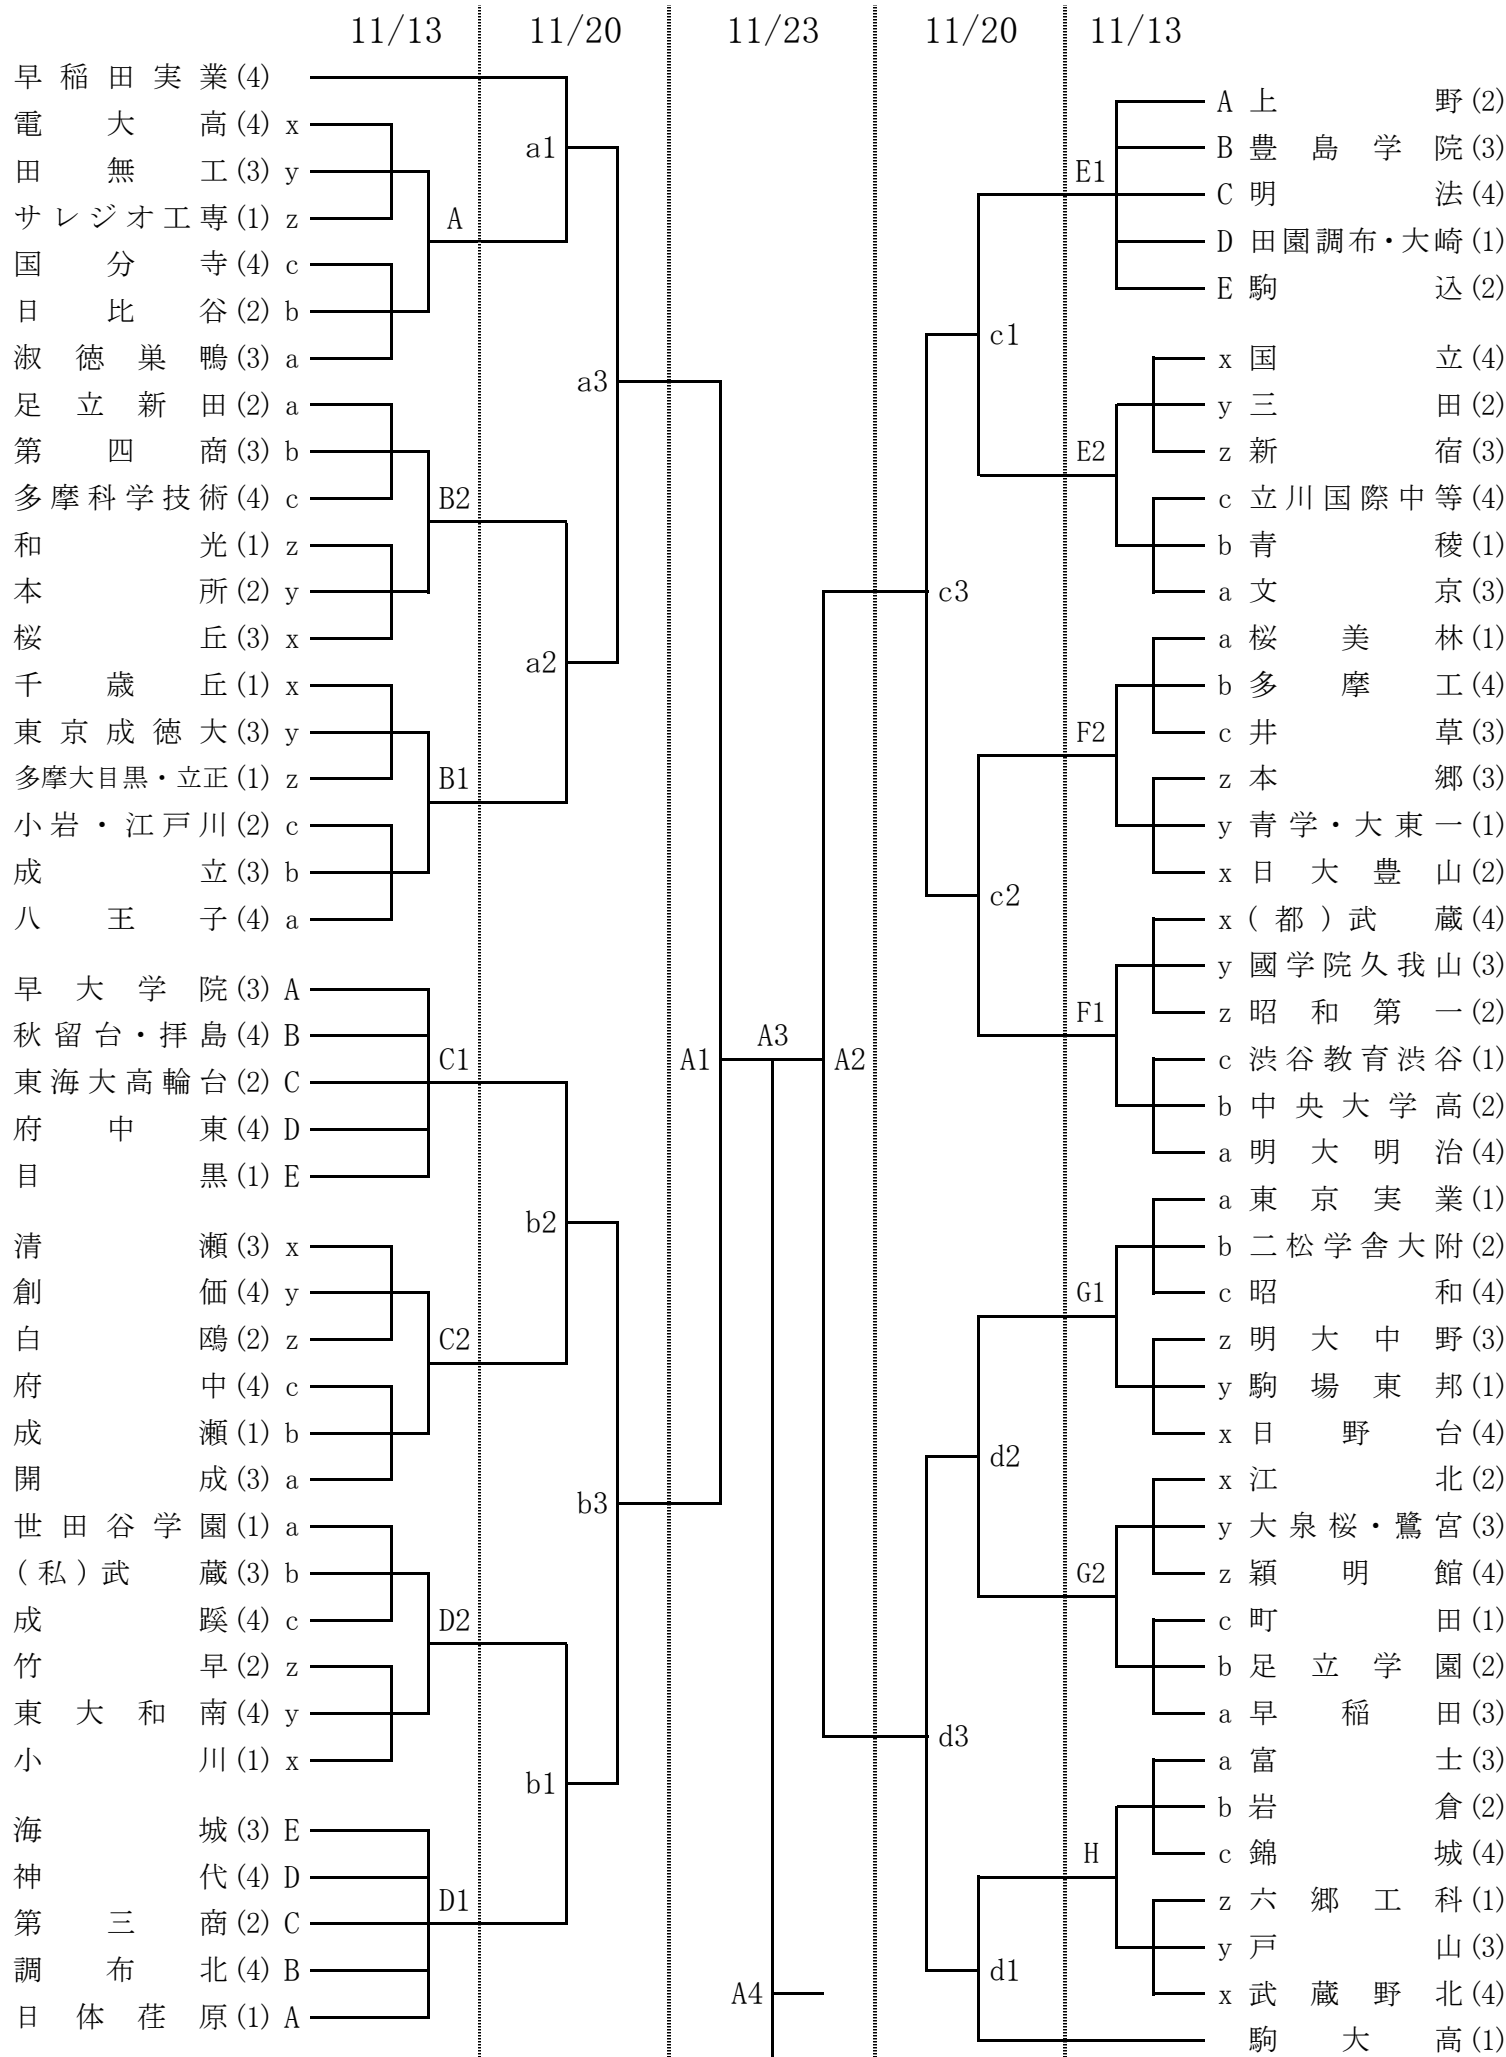 11/13 11/20 11/23 11/20 11/13
早稲田実業(4)
電大高(4) x
田無工(3) y
サレジオ工専(1) z
A
国分寺(4) c
日比谷(2) b
淑徳巣鴨(3) a
a1
足立新田(2) a
第四商(3) b
多摩科学技術(4) c
B2
和光(1) z
本所(2) y
桜丘(3) x
a3
a2
千歳丘(1) x
東京成徳大(3) y
多摩大目黒・立正(1) z
B1
小岩・江戸川(2) c
成立(3) b
八王子(4) a
早大学院(3) A
秋留台・拝島(4) B
東海大高輪台(2) C
府中東(4) D
目黒(1) E
C1
b2
清瀬(3) x
創価(4) y
白鴎(2) z
C2
府中(4) c
成瀬(1) b
開成(3) a
b3
世田谷学園(1) a
(私)武蔵(3) b
成蹊(4) c
D2
竹早(2) z
東大和南(4) y
小川(1) x
b1
海城(3) E
神代(4) D
第三商(2) C
調布北(4) B
日体荏原(1) A
D1
A1
A3
A2
A4
A 上野(2)
B 豊島学院(3)
C 明法(4)
D 田園調布・大崎(1)
E 駒込(2)
E1
c1
x 国立(4)
y 三田(2)
z 新宿(3)
E2
c 立川国際中等(4)
b 青稜(1)
a 文京(3)
c3
a 桜美林(1)
b 多摩工(4)
c 井草(3)
F2
z 本郷(3)
y 青学・大東一(1)
x 日大豊山(2)
c2
x (都)武蔵(4)
y 國学院久我山(3)
z 昭和第一(2)
F1
c 渋谷教育渋谷(1)
b 中央大学高(2)
a 明大明治(4)
a 東京実業(1)
b 二松学舎大附(2)
c 昭和(4)
G1
z 明大中野(3)
y 駒場東邦(1)
x 日野台(4)
d2
x 江北(2)
y 大泉桜・鷺宮(3)
z 穎明館(4)
G2
c 町田(1)
b 足立学園(2)
a 早稲田(3)
d3
a 富士(3)
b 岩倉(2)
c 錦城(4)
H
z 六郷工科(1)
y 戸山(3)
x 武蔵野北(4)
d1
駒大高(1)